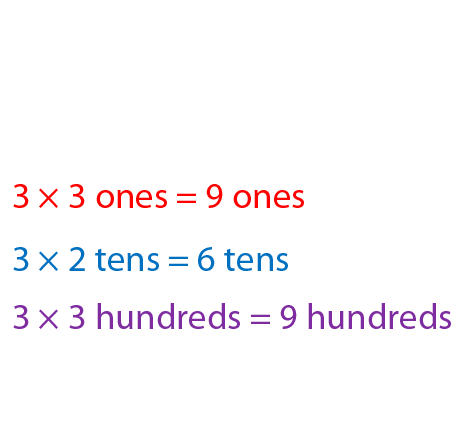 3 × 3 ones = 9 ones
3 × 2 tens = 6 tens
3 × 3 hundreds = 9 hundreds